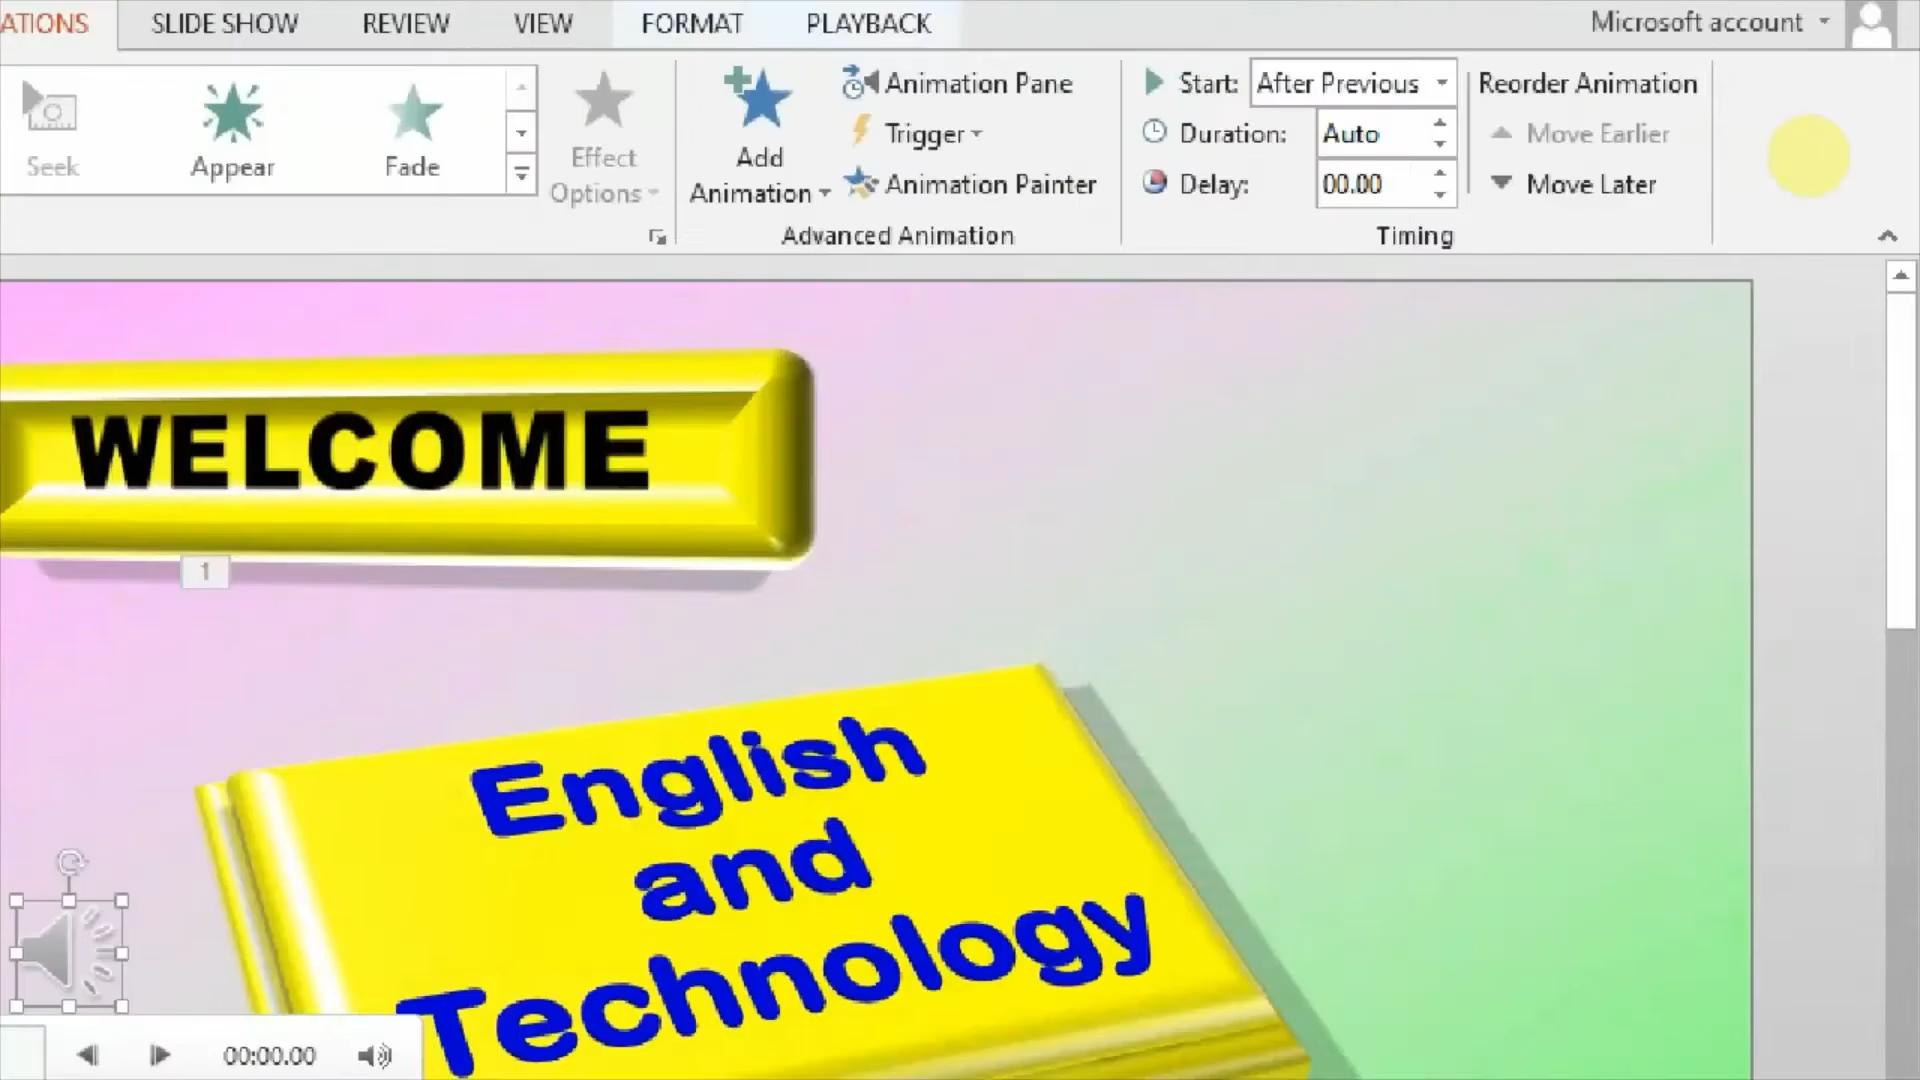 ATIONS SLIDE SHOW REVIEW VIEW FORMAT PLAYBACK Microsoft account
Seek Appear Fade
Effect Options
Add Animation
Animation Pane
Trigger
Animation Painter
Advanced Animation
Start: After Previous
Duration: Auto
Delay: 00.00
Timing
Reorder Animation
Move Earlier
Move Later
WELCOME
1
English
and
Technology
00:00.00